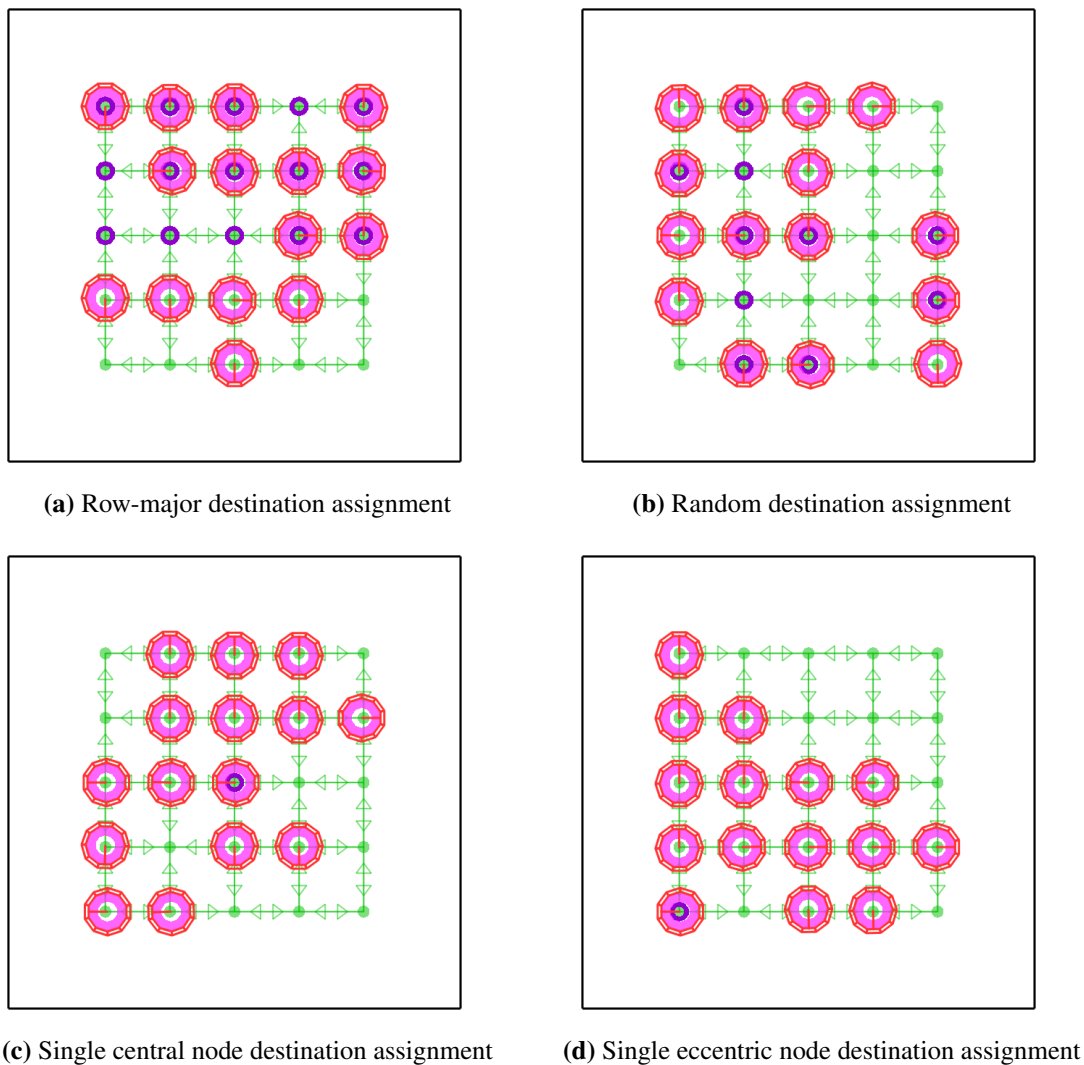 (a) Row-major destination assignment
(b) Random destination assignment
(c) Single central node destination assignment
(d) Single eccentric node destination assignment